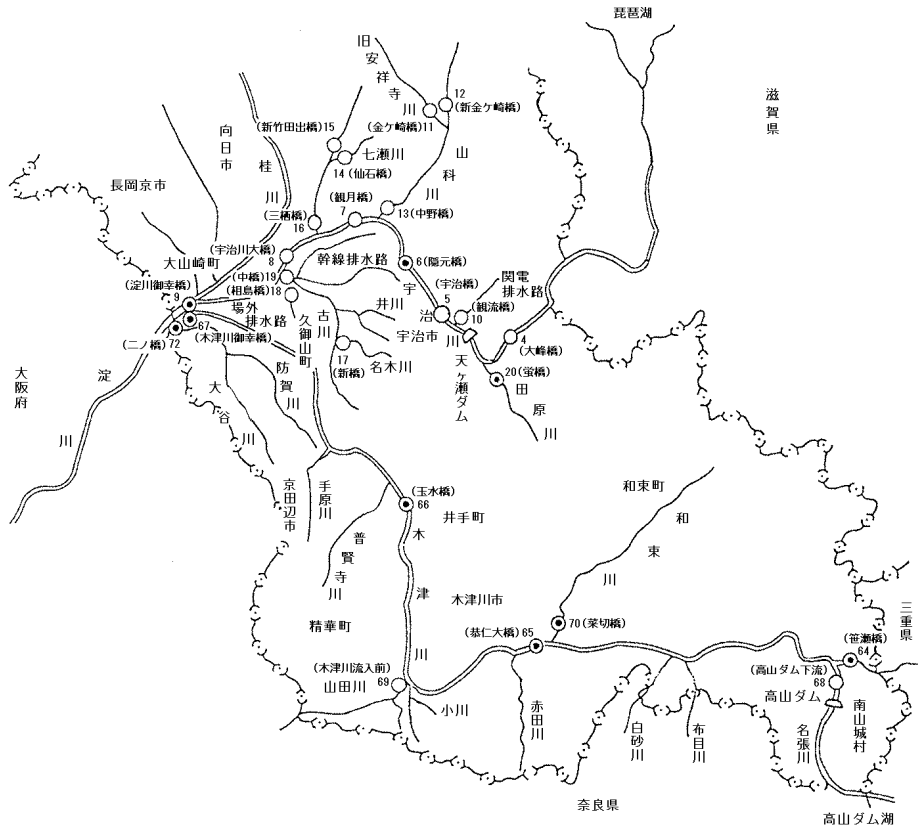 琵琶湖
滋賀県
旧安祥寺川
12
(新金ケ崎橋)
(金ケ崎橋)11
(新竹田出橋)15
七瀬川
14(仙石橋)
山科川
向日市
桂川
長岡京市
(観月橋)
7
13(中野橋)
(三栖橋)
16
(宇治川大橋)
8
幹線排水路
6(隠元橋)
大山崎町
(淀川御幸橋)
9
(中橋)19
(相島橋)18
宇治川
(宇治橋)
5
関電
排水路
(観流橋)
10
場外
排水路
67
(木津川御幸橋)
(二ノ橋)
72
久御山町
古川
井川
宇治市
17
(新橋)
名木川
天ヶ瀬ダム
4
(大峰橋)
20(蛍橋)
田原川
大阪府
淀川
大谷川
防賀川
京田辺市
手原川
(玉水橋)
66
井手町
和東町
和東川
普賢寺川
木津川
木津川市
精華町
70(菜切橋)
(恭仁大橋)65
三重県
(笹瀬橋)
64
(高山ダム下流)
68
高山ダム
(木津川流入前)
69
山田川
小川
赤田川
白砂川
布目川
名張川
南山城村
奈良県
高山ダム湖